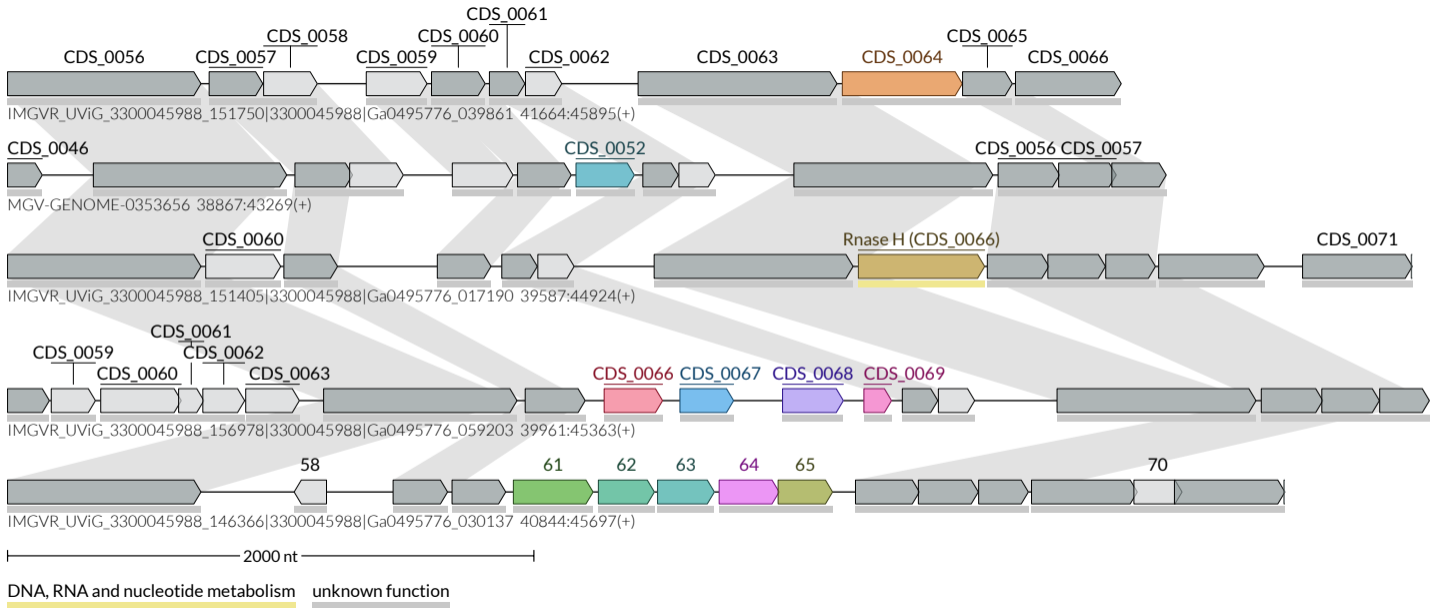 CDS_0061
CDS_0058 CDS_0060 CDS_0065
CDS_0056 CDS_0057 CDS_0059 CDS_0062 CDS_0063 CDS_0064 CDS_0066
IMGVR_UViG_3300045988_151750|3300045988|Ga0495776_039861 41664:45895(+)
CDS_0046 CDS_0052 CDS_0056 CDS_0057
MGV-GENOME-0353656 38867:43269(+)
CDS_0060 Rnase H (CDS_0066) CDS_0071
IMGVR_UViG_3300045988_151405|3300045988|Ga0495776_017190 39587:44924(+)
CDS_0061
CDS_0059 CDS_0062
CDS_0060 CDS_0063 CDS_0066 CDS_0067 CDS_0068 CDS_0069
IMGVR_UViG_3300045988_156978|3300045988|Ga0495776_059203 39961:45363(+)
58 61 62 63 64 65 70
IMGVR_UViG_3300045988_146366|3300045988|Ga0495776_030137 40844:45697(+)
2000 nt
DNA, RNA and nucleotide metabolism unknown function